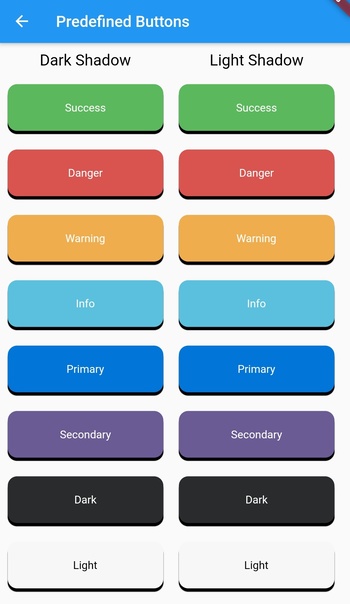 Predefined Buttons
Dark Shadow Light Shadow
Success Success
Danger Danger
Warning Warning
Info Info
Primary Primary
Secondary Secondary
Dark Dark
Light Light